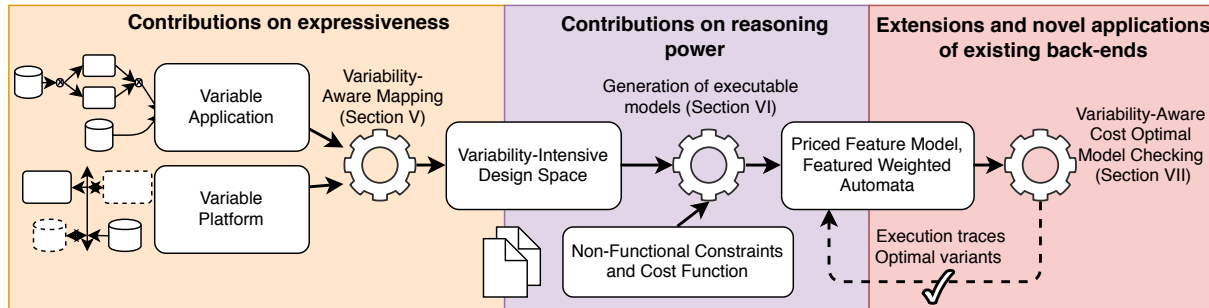 Contributions on expressiveness
Variable
Application
Variable
Platform
Variability-
Aware Mapping
(Section V)
Variability-Intensive
Design Space
Contributions on reasoning
power
Generation of executable
models (Section VI)
Non-Functional Constraints
and Cost Function
Priced Feature Model,
Featured Weighted
Automata
Extensions and novel applications
of existing back-ends
Variability-Aware
Cost Optimal
Model Checking
(Section VII)
Execution traces
Optimal variants